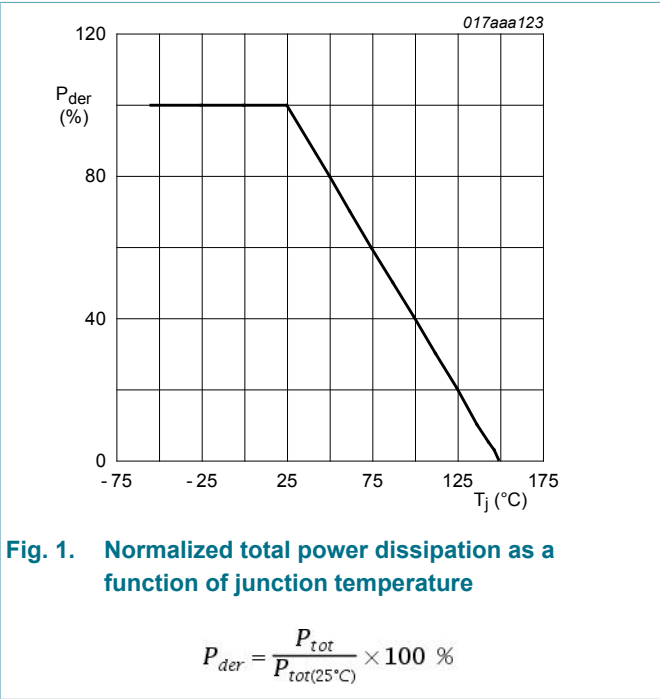 017aaa123
120
Pder
(%)
80
40
0
- 75 - 25 25 75 125 175
Tj (°C)
Fig. 1. Normalized total power dissipation as a
function of junction temperature
Pder = Ptot / Ptot(25°C) × 100 %